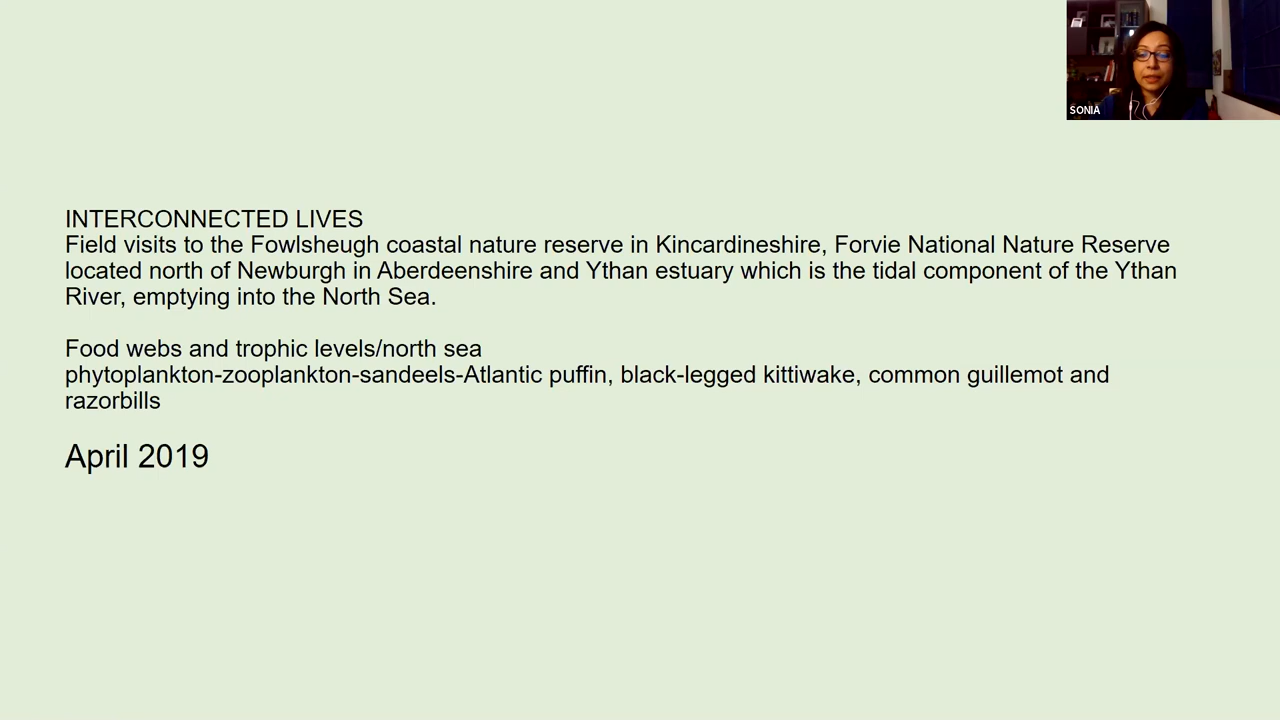 SONIA
INTERCONNECTED LIVES
Field visits to the Fowlsheugh coastal nature reserve in Kincardineshire, Forvie National Nature Reserve
located north of Newburgh in Aberdeenshire and Ythan estuary which is the tidal component of the Ythan
River, emptying into the North Sea.
Food webs and trophic levels/north sea
phytoplankton-zooplankton-sandeels-Atlantic puffin, black-legged kittiwake, common guillemot and
razorbills
April 2019